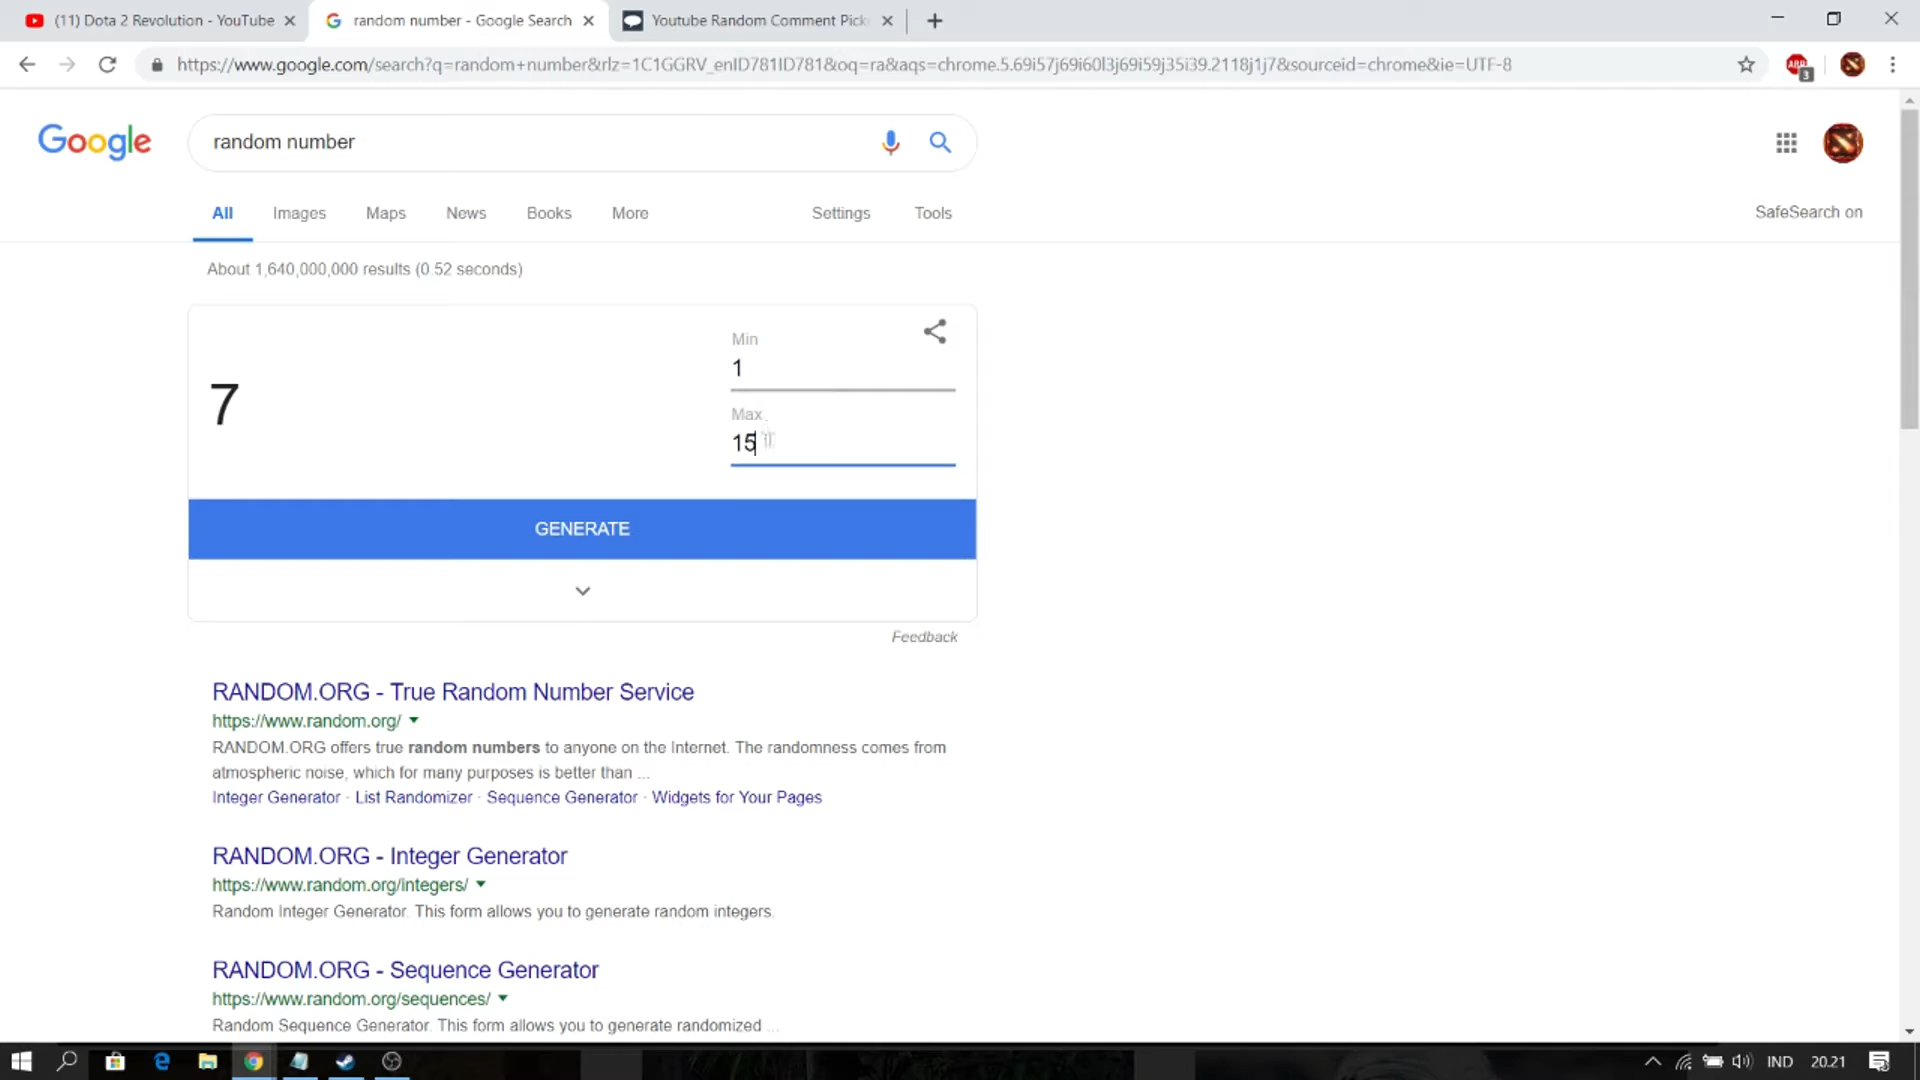 (11) Dota 2 Revolution - YouTube
random number - Google Search
Youtube Random Comment Picke
https://www.google.com/search?q=random+number&rlz=1C1GGRV_enID781ID781&oq=ra&aqs=chrome.5.69i57j69i60l3j69i59j35i39.2118j1j7&sourceid=chrome&ie=UTF-8
ABP
3
Google
random number
All
Images
Maps
News
Books
More
Settings
Tools
SafeSearch on
About 1,640,000,000 results (0.52 seconds)
Min
1
7
Max
15
GENERATE
Feedback
RANDOM.ORG - True Random Number Service
https://www.random.org/
RANDOM.ORG offers true random numbers to anyone on the Internet. The randomness comes from
atmospheric noise, which for many purposes is better than ...
Integer Generator · List Randomizer · Sequence Generator · Widgets for Your Pages
RANDOM.ORG - Integer Generator
https://www.random.org/integers/
Random Integer Generator. This form allows you to generate random integers.
RANDOM.ORG - Sequence Generator
https://www.random.org/sequences/
Random Sequence Generator. This form allows you to generate randomized ...
IND
20.21